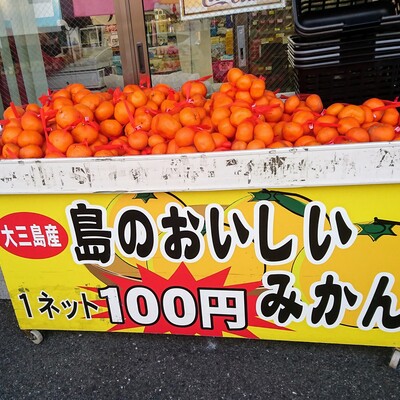 大三島産
島のおいしい
みかん
1ネット100円